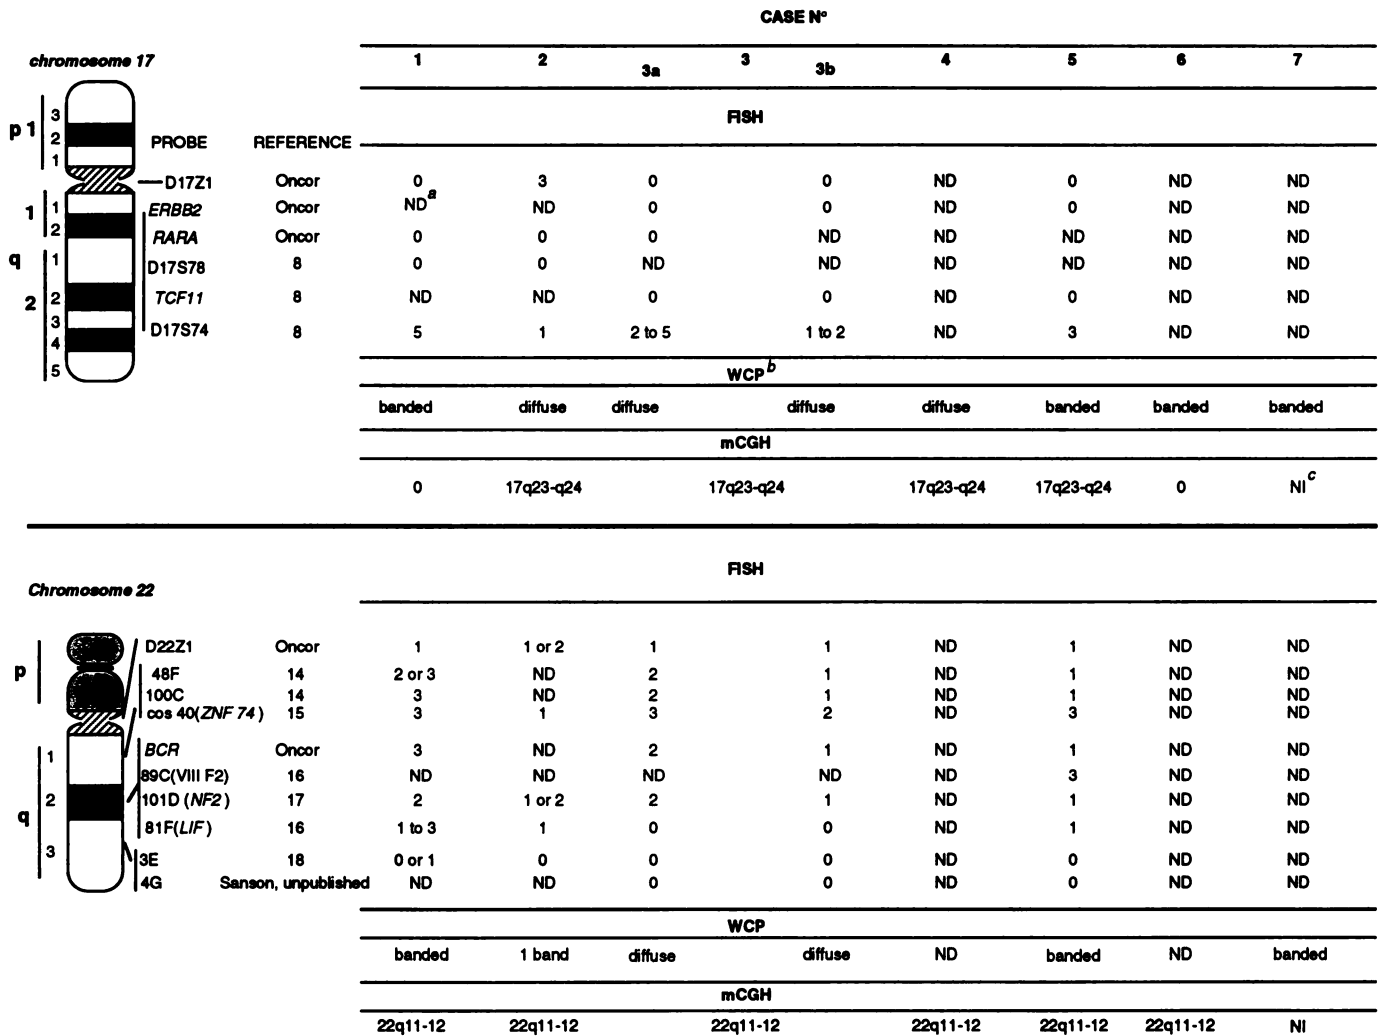 CASE N°
chromosome 17
1 2 3a 3 3b 4 5 6 7
FISH
PROBE REFERENCE
p 1 3 2 1
q 1 1 2
2 1 2 3 4 5
D17Z1 Oncor 0 3 0 0 ND 0 ND ND
ERBB2 Oncor ND a ND 0 0 ND 0 ND ND
RARA Oncor 0 0 0 ND ND ND ND ND
D17S78 8 0 0 ND ND ND ND ND ND
TCF11 8 ND ND 0 0 ND 0 ND ND
D17S74 8 5 1 2 to 5 1 to 2 ND 3 ND ND
WCP b
banded diffuse diffuse diffuse diffuse banded banded banded
mCGH
0 17q23-q24 17q23-q24 17q23-q24 17q23-q24 0 NI c
FISH
Chromosome 22
p
q 1 2 3
D22Z1 Oncor 1 1 or 2 1 1 ND 1 ND ND
48F 14 2 or 3 ND 2 1 ND 1 ND ND
100C 14 3 ND 2 1 ND 1 ND ND
cos 40(ZNF 74) 15 3 1 3 2 ND 3 ND ND
BCR Oncor 3 ND 2 1 ND 1 ND ND
89C(VIII F2) 16 ND ND ND ND ND 3 ND ND
101D (NF2) 17 2 1 or 2 2 1 ND 1 ND ND
81F(LIF) 16 1 to 3 1 0 0 ND 1 ND ND
3E 18 0 or 1 0 0 0 ND 0 ND ND
4G Sanson, unpublished ND ND 0 0 ND 0 ND ND
WCP
banded 1 band diffuse diffuse ND banded ND banded
mCGH
22q11-12 22q11-12 22q11-12 22q11-12 22q11-12 22q11-12 NI